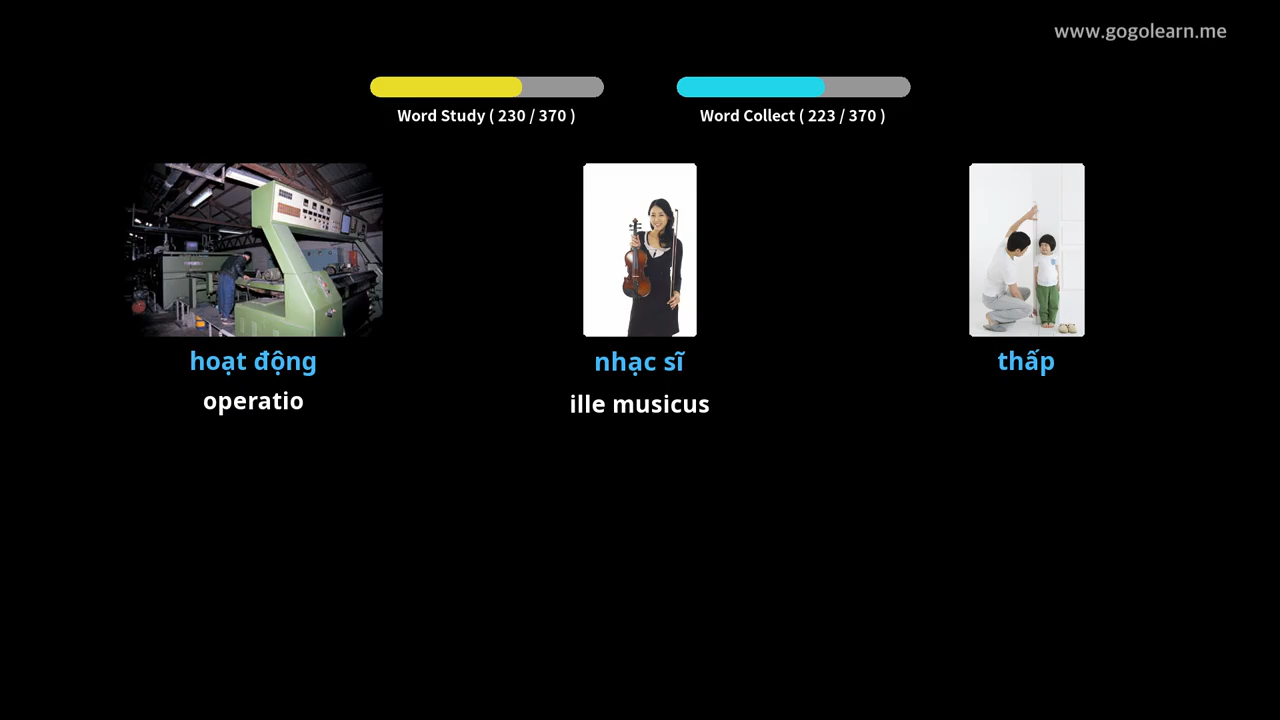 www.gogolearn.me
Word Study ( 230 / 370 )
Word Collect ( 223 / 370 )
hoạt động
operatio
nhạc sĩ
ille musicus
thấp